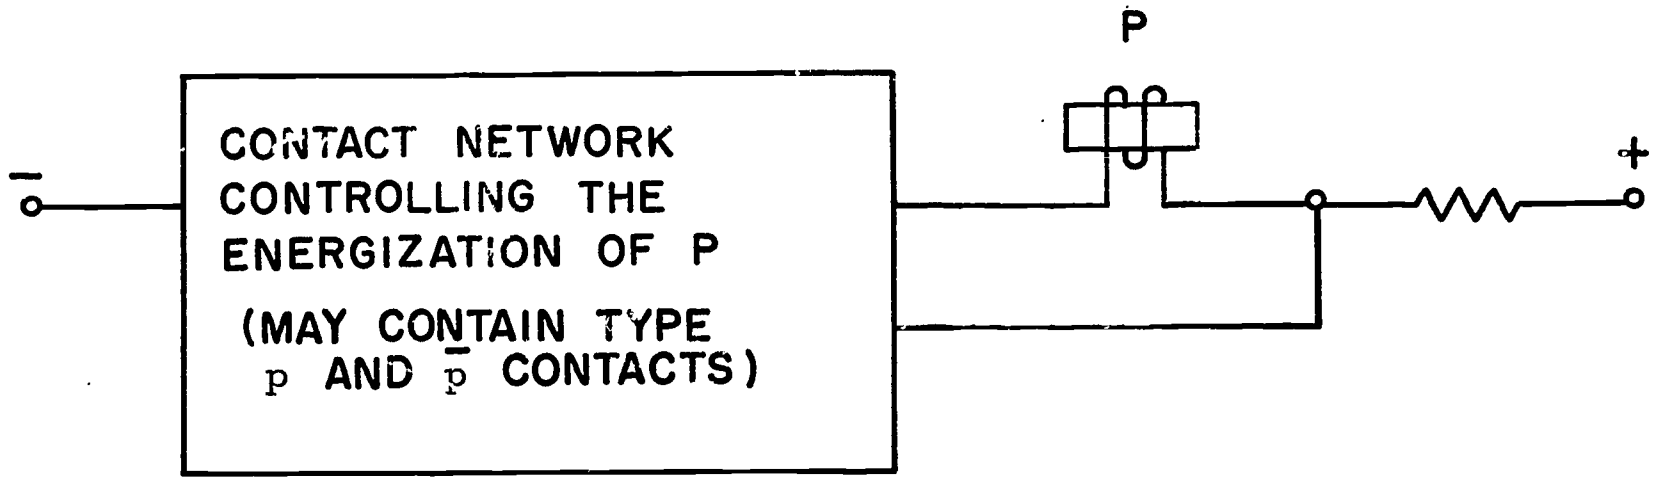 P
CONTACT NETWORK
CONTROLLING THE
ENERGIZATION OF P
(MAY CONTAIN TYPE
p AND p̄ CONTACTS)
−
+